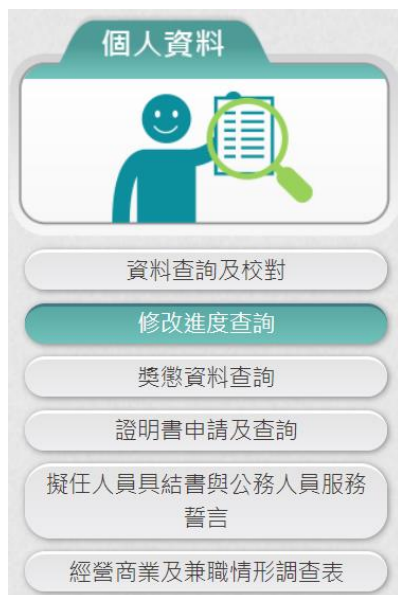 個人資料
資料查詢及校對
修改進度查詢
獎懲資料查詢
證明書申請及查詢
擬任人員具結書與公務人員服務
誓言
經營商業及兼職情形調查表